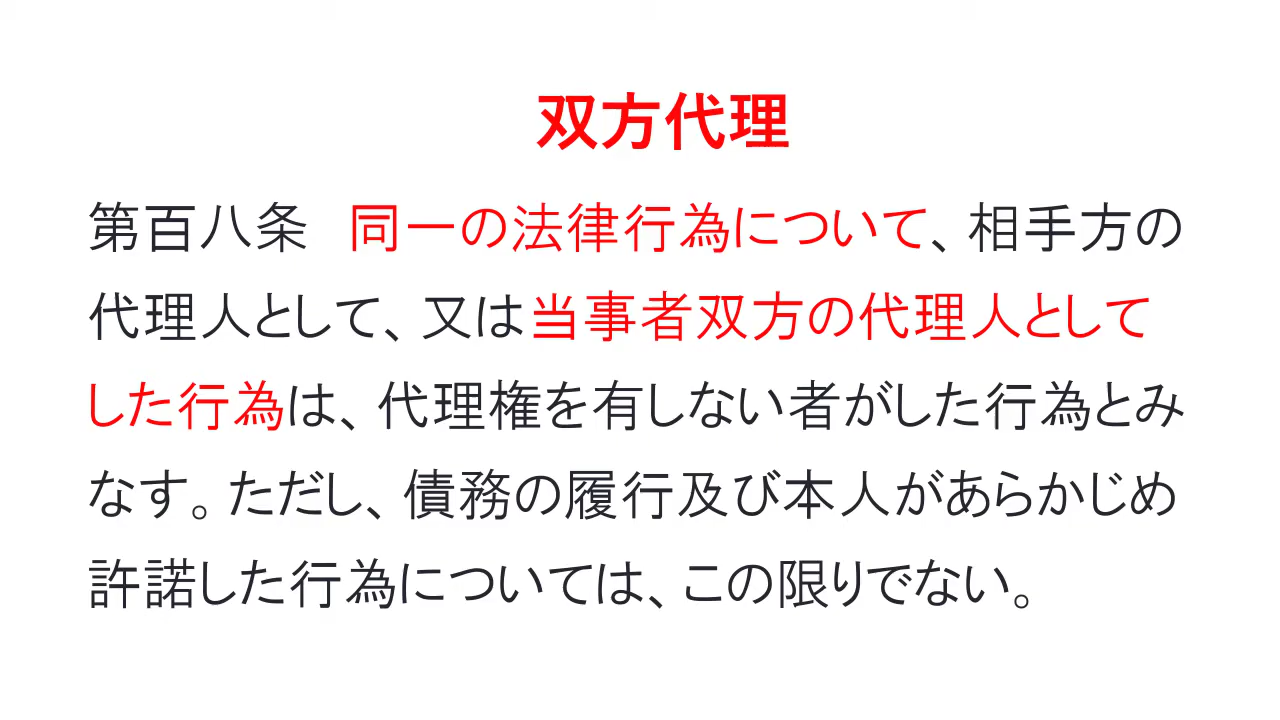 双方代理
第百八条　同一の法律行為について、相手方の
代理人として、又は当事者双方の代理人として
した行為は、代理権を有しない者がした行為とみ
なす。ただし、債務の履行及び本人があらかじめ
許諾した行為については、この限りでない。